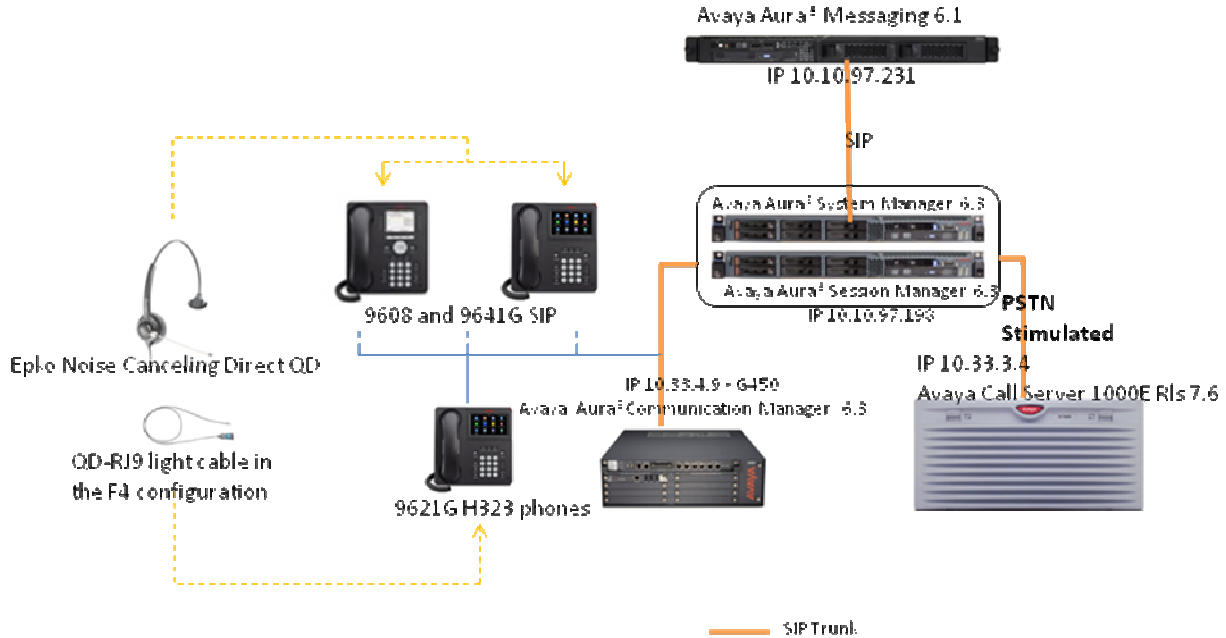 Avaya Aura® Messaging 6.1
IP 10.10.97.231
SIP
Avaya Aura® System Manager 6.3
Avaya Aura® Session Manager 6.3
IP 10.10.97.198
PSTN
Stimulated
IP 10.33.3.4
Avaya Call Server 1000E Rls 7.6
9608 and 9641G SIP
Epko Noise Canceling Direct QD
IP 10.33.4.9 - G450
Avaya Aura® Communication Manager 6.3
QD-RJ9 light cable in
the F4 configuration
9621G H323 phones
AVAYA
SIP Trunk